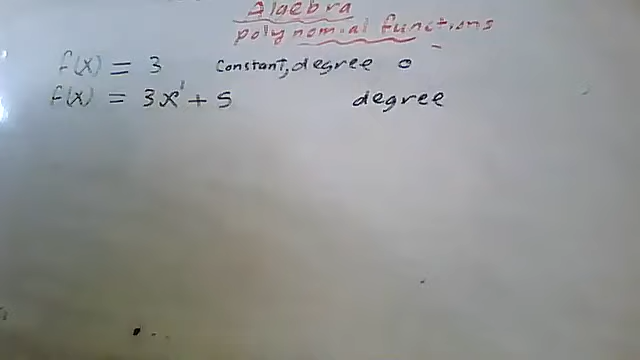 Algebra
polynomial functions
f(x) = 3 constant, degree 0
f(x) = 3x¹ + 5 degree